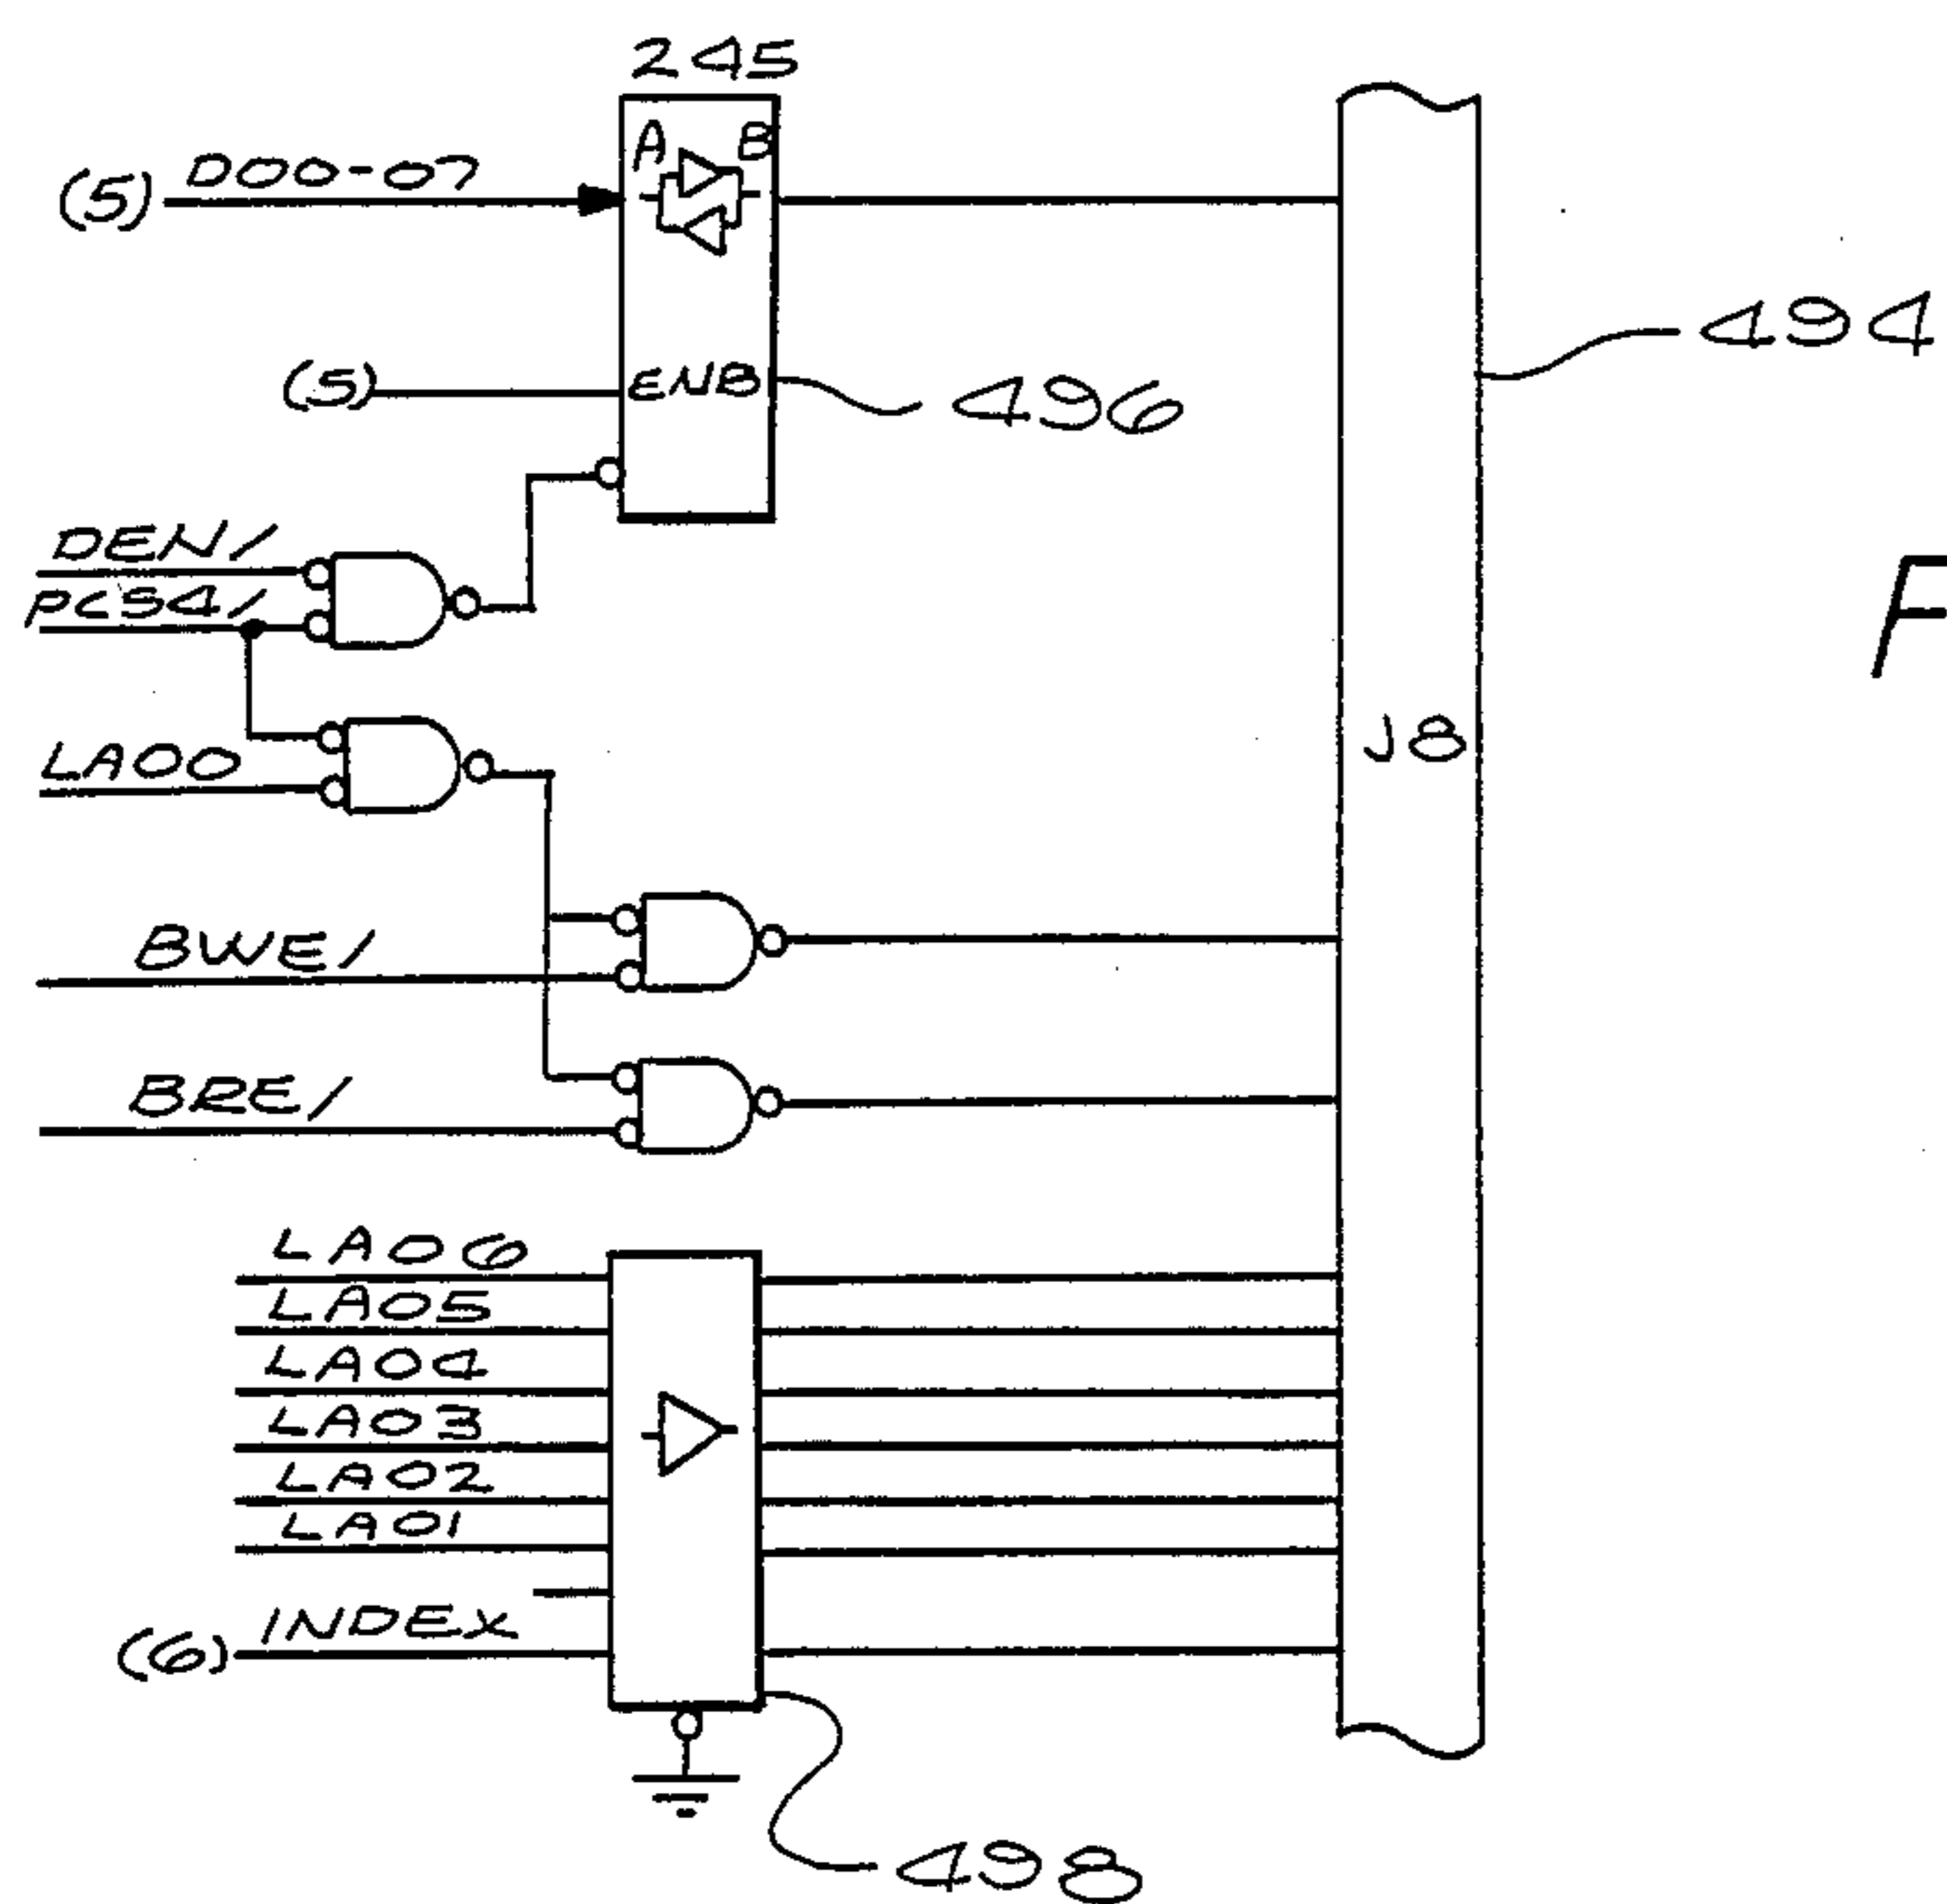 245
A B
(5) D00-07
494
(5) ENB
496
DEN/
PCS4/
F
J8
LA00
BWE/
BRE/
LA06
LA05
LA04
LA03
LA02
LA01
(6) INDEX
498